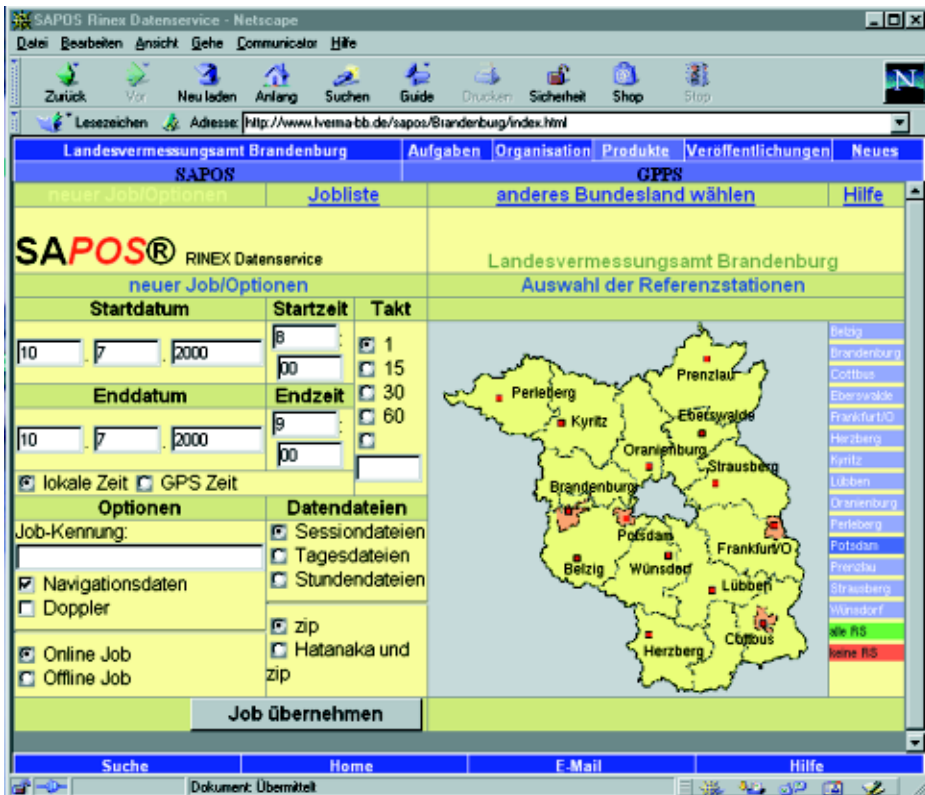 SAPOS Rinex Datenservice - Netscape
Datei Bearbeiten Ansicht Gehe Communicator Hilfe
Zurück Vor Neu laden Anfang Suchen Guide Drucken Sicherheit Shop Stop
N
Lesezeichen Adresse: http://www.lverma-bb.de/sapos/Brandenburg/index.html
Landesvermessungsamt Brandenburg Aufgaben Organisation Produkte Veröffentlichungen Neues
SAPOS GPPS
neuer Job/Optionen Jobliste anderes Bundesland wählen Hilfe
SAPOS® RINEX Datenservice
Landesvermessungsamt Brandenburg
neuer Job/Optionen Auswahl der Referenzstationen
Startdatum Startzeit Takt
10 . 7 . 2000
8 :
00
1
15
30
60
Enddatum Endzeit
10 . 7 . 2000
9 :
00
lokale Zeit GPS Zeit
Optionen Datendateien
Job-Kennung:
Navigationsdaten
Doppler
Sessiondateien
Tagesdateien
Stundendateien
Online Job
Offline Job
zip
Hatanaka und
zip
Job übernehmen
Prenzlau
Perleberg
Kyritz
Eberswalde
Oranienburg
Strausberg
Brandenburg
Potsdam
Frankfurt/O
Belzig
Wünsdorf
Lübben
Herzberg
Cottbus
Belzig
Brandenburg
Cottbus
Eberswalde
Frankfurt/O
Herzberg
Kyritz
Lübben
Oranienburg
Perleberg
Potsdam
Prenzlau
Strausberg
Wünsdorf
alle RS
keine RS
Suche Home E-Mail Hilfe
Dokument: Übermittelt